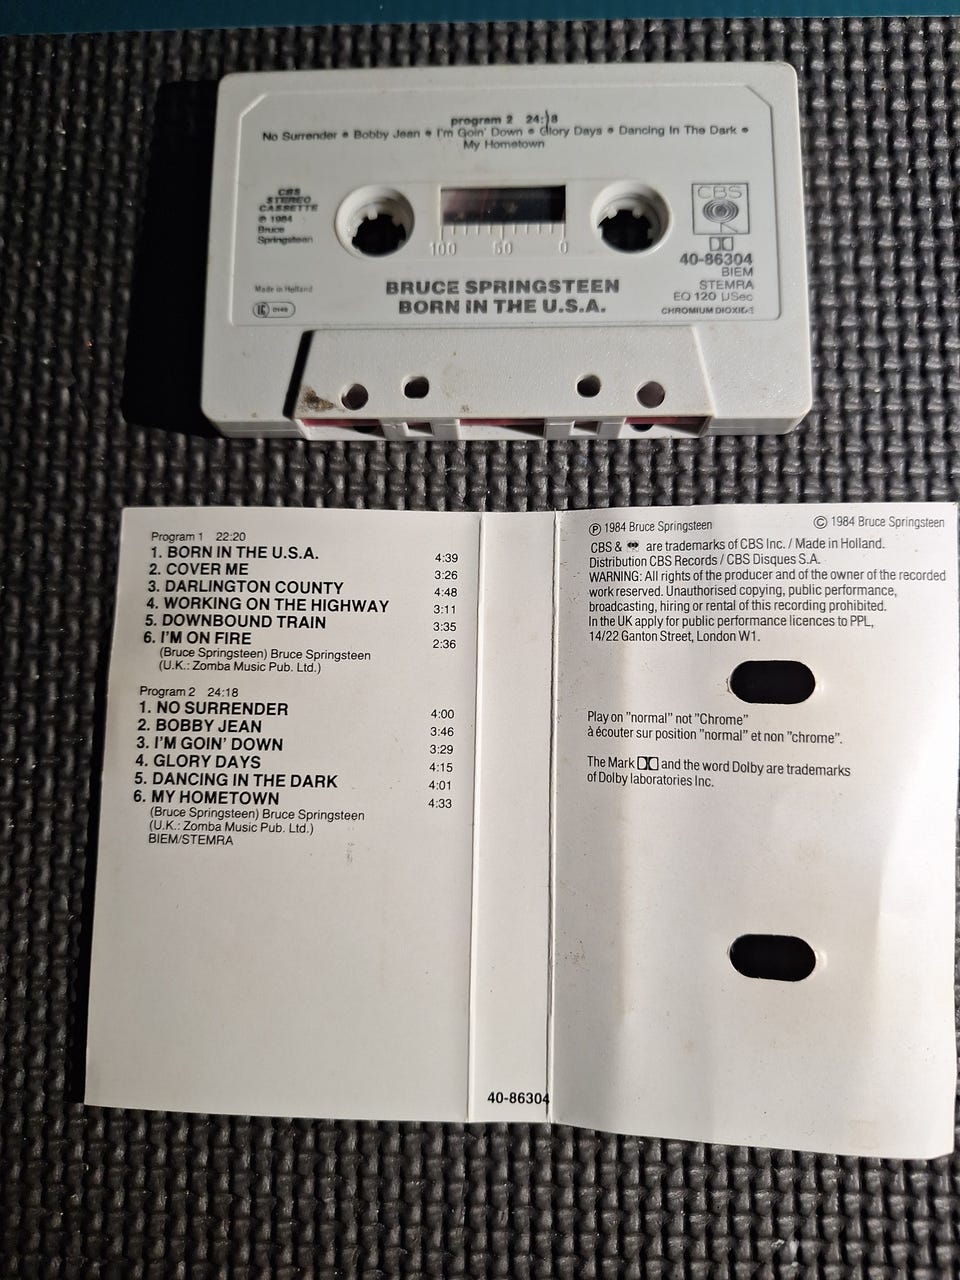 program 2 24:18
No Surrender • Bobby Jean • I'm Goin' Down • Glory Days • Dancing In The Dark •
My Hometown
CBS
STEREO
CASSETTE
℗ 1984
Bruce
Springsteen
CBS
100 50 0
40-86304
BIEM
STEMRA
EQ 120 µSec
CHROMIUM DIOXIDE
Made in Holland
BRUCE SPRINGSTEEN
BORN IN THE U.S.A.
Program 1 22:20
1. BORN IN THE U.S.A. 4:39
2. COVER ME 3:26
3. DARLINGTON COUNTY 4:48
4. WORKING ON THE HIGHWAY 3:11
5. DOWNBOUND TRAIN 3:35
6. I'M ON FIRE 2:36
(Bruce Springsteen) Bruce Springsteen
(U.K.: Zomba Music Pub. Ltd.)
Program 2 24:18
1. NO SURRENDER 4:00
2. BOBBY JEAN 3:46
3. I'M GOIN' DOWN 3:29
4. GLORY DAYS 4:15
5. DANCING IN THE DARK 4:01
6. MY HOMETOWN 4:33
(Bruce Springsteen) Bruce Springsteen
(U.K.: Zomba Music Pub. Ltd.)
BIEM/STEMRA
40-86304
℗ 1984 Bruce Springsteen © 1984 Bruce Springsteen
CBS & are trademarks of CBS Inc. / Made in Holland.
Distribution CBS Records / CBS Disques S.A.
WARNING: All rights of the producer and of the owner of the recorded
work reserved. Unauthorised copying, public performance,
broadcasting, hiring or rental of this recording prohibited.
In the UK apply for public performance licences to PPL,
14/22 Ganton Street, London W1.
Play on "normal" not "Chrome"
à écouter sur position "normal" et non "chrome".
The Mark and the word Dolby are trademarks
of Dolby laboratories Inc.